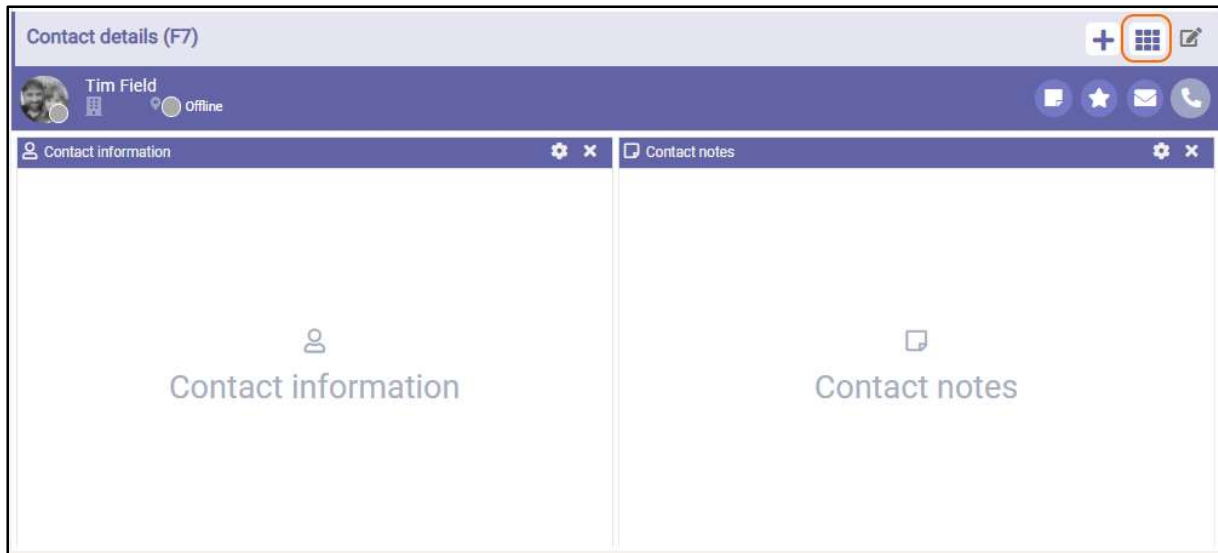 Contact details (F7)
Tim Field
Offline
Contact information
Contact notes
Contact information
Contact notes